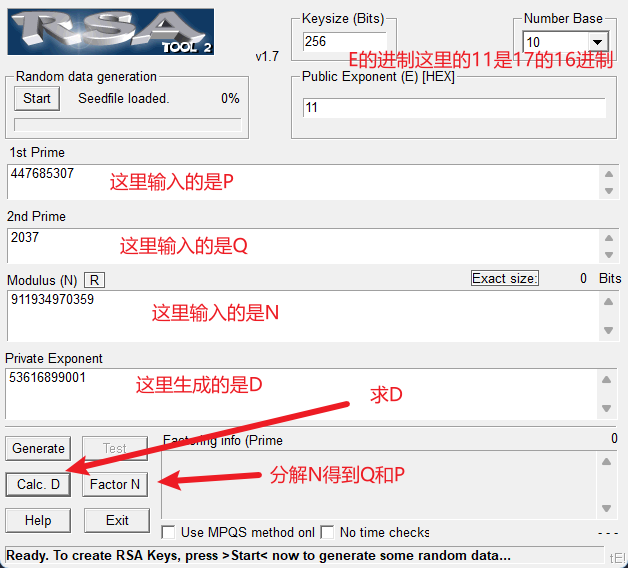 RSA
TOOL 2
v1.7
Keysize (Bits)
256
Number Base
10
E的进制这里的11是17的16进制
Random data generation
Start
Seedfile loaded.
0%
Public Exponent (E) [HEX]
11
1st Prime
447685307
这里输入的是P
2nd Prime
2037
这里输入的是Q
Modulus (N)
R
Exact size:
0
Bits
911934970359
这里输入的是N
Private Exponent
53616899001
这里生成的是D
求D
Generate
Test
Factoring info (Prime
0
Calc. D
Factor N
分解N得到Q和P
Help
Exit
Use MPQS method onl
No time checks
---
Ready. To create RSA Keys, press >Start< now to generate some random data...
tE!